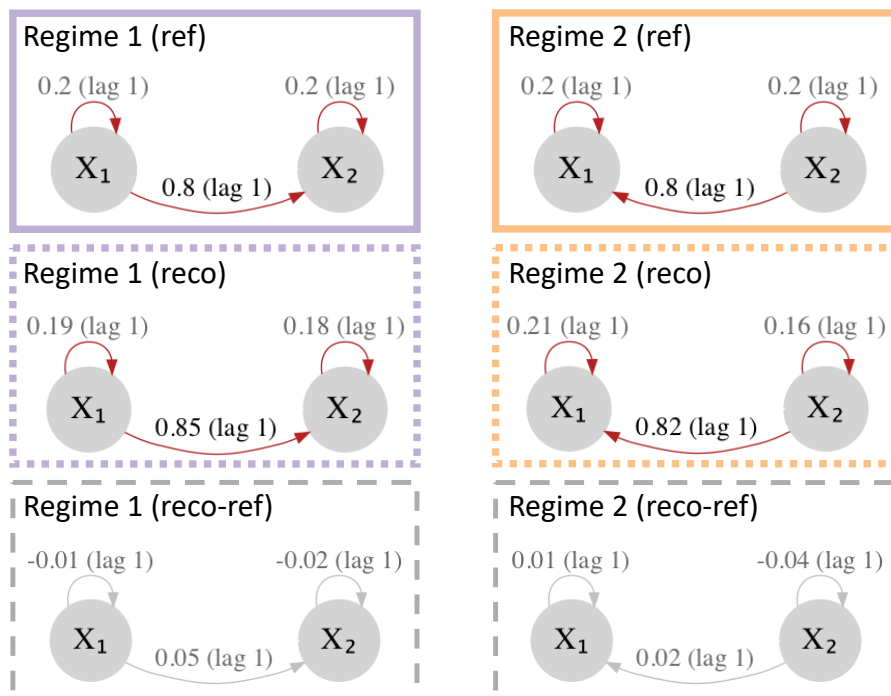 Regime 1 (ref)
0.2 (lag 1) 0.2 (lag 1)
X₁ X₂
0.8 (lag 1)
Regime 2 (ref)
0.2 (lag 1) 0.2 (lag 1)
X₁ X₂
0.8 (lag 1)
Regime 1 (reco)
0.19 (lag 1) 0.18 (lag 1)
X₁ X₂
0.85 (lag 1)
Regime 2 (reco)
0.21 (lag 1) 0.16 (lag 1)
X₁ X₂
0.82 (lag 1)
Regime 1 (reco-ref)
-0.01 (lag 1) -0.02 (lag 1)
X₁ X₂
0.05 (lag 1)
Regime 2 (reco-ref)
0.01 (lag 1) -0.04 (lag 1)
X₁ X₂
0.02 (lag 1)